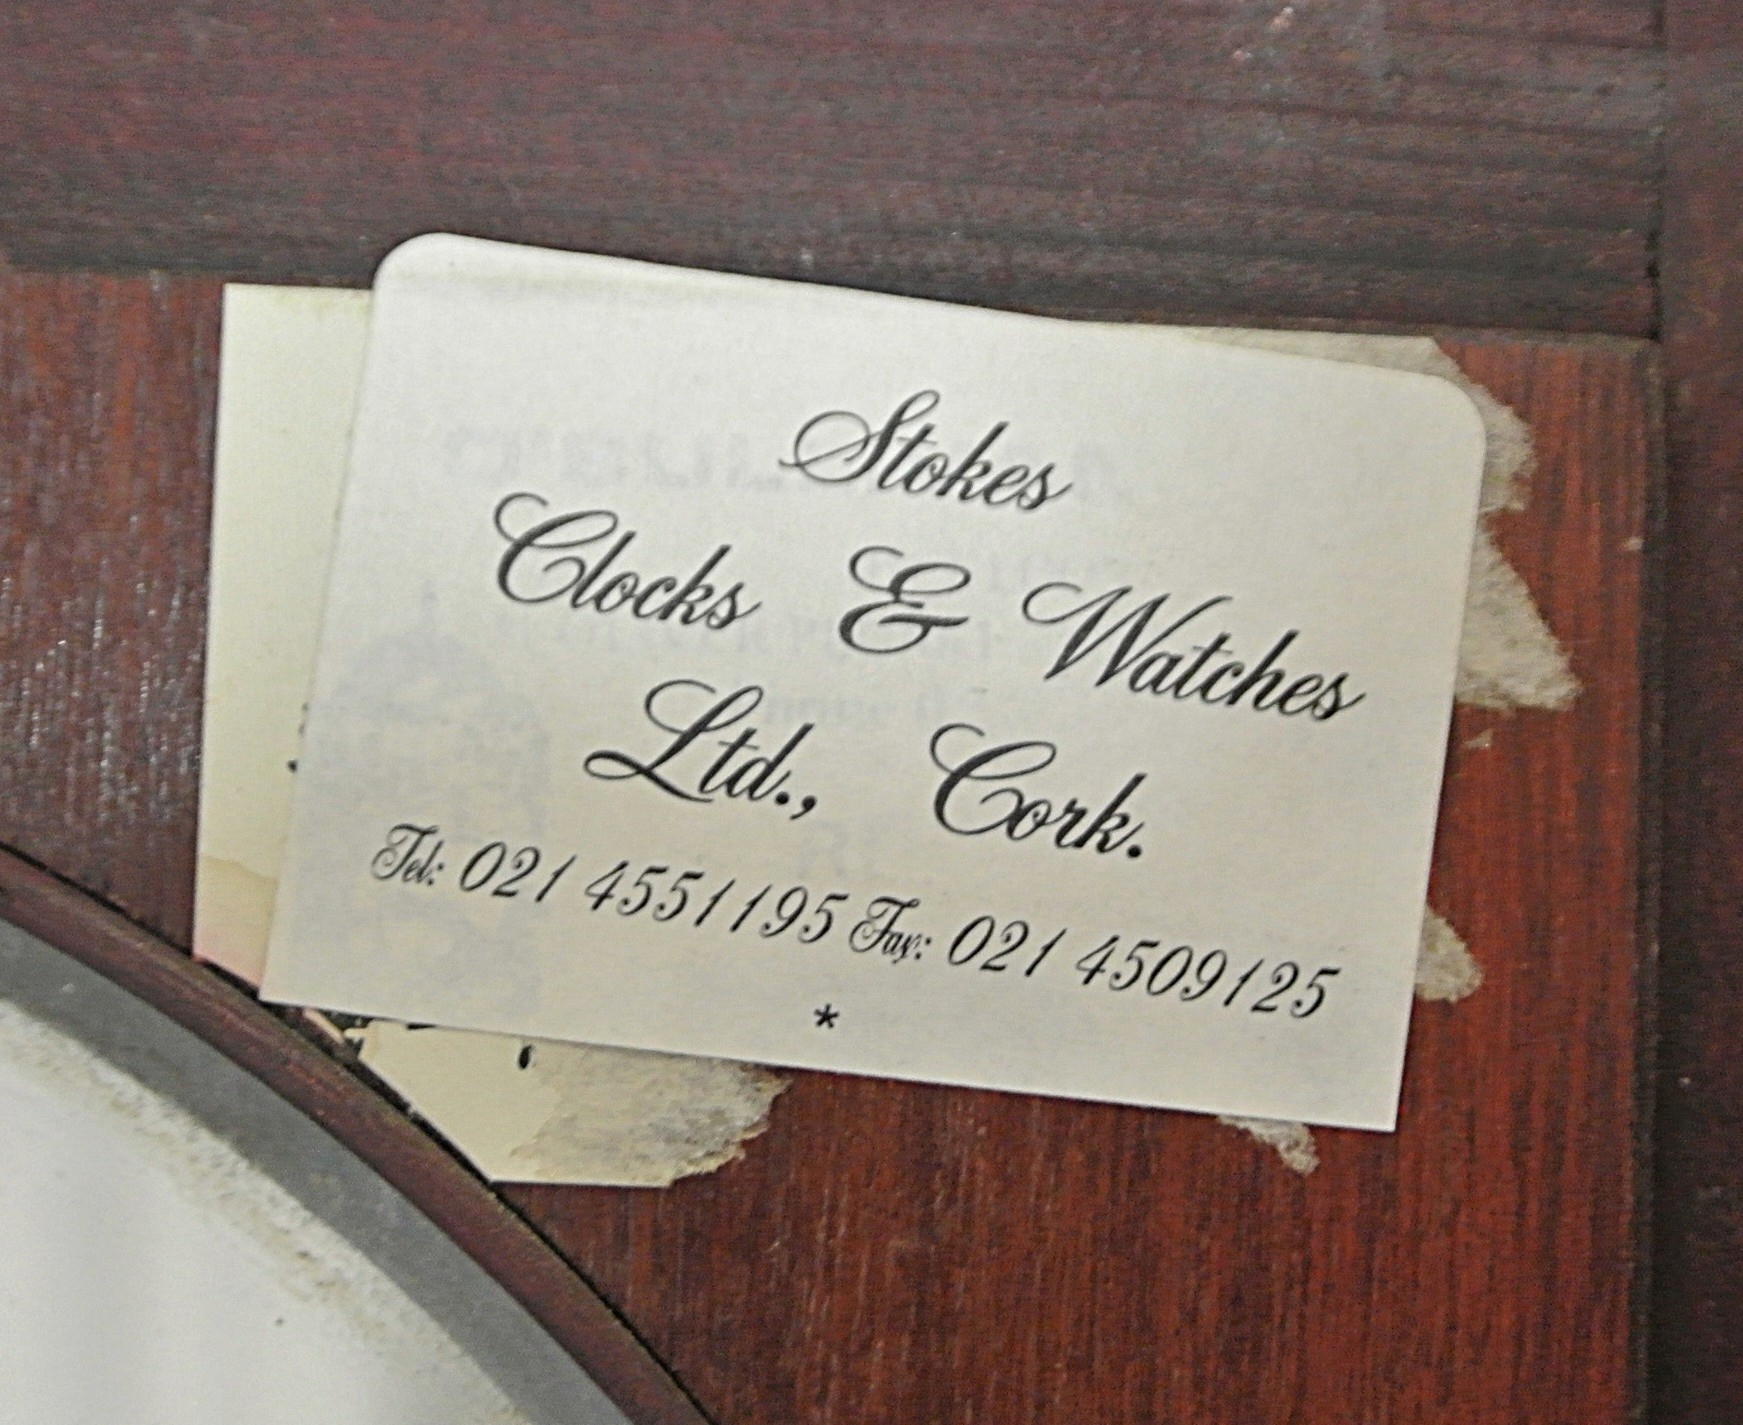 Stokes
Clocks & Watches
Ltd., Cork.
Tel: 021 4551195 Fax: 021 4509125
*